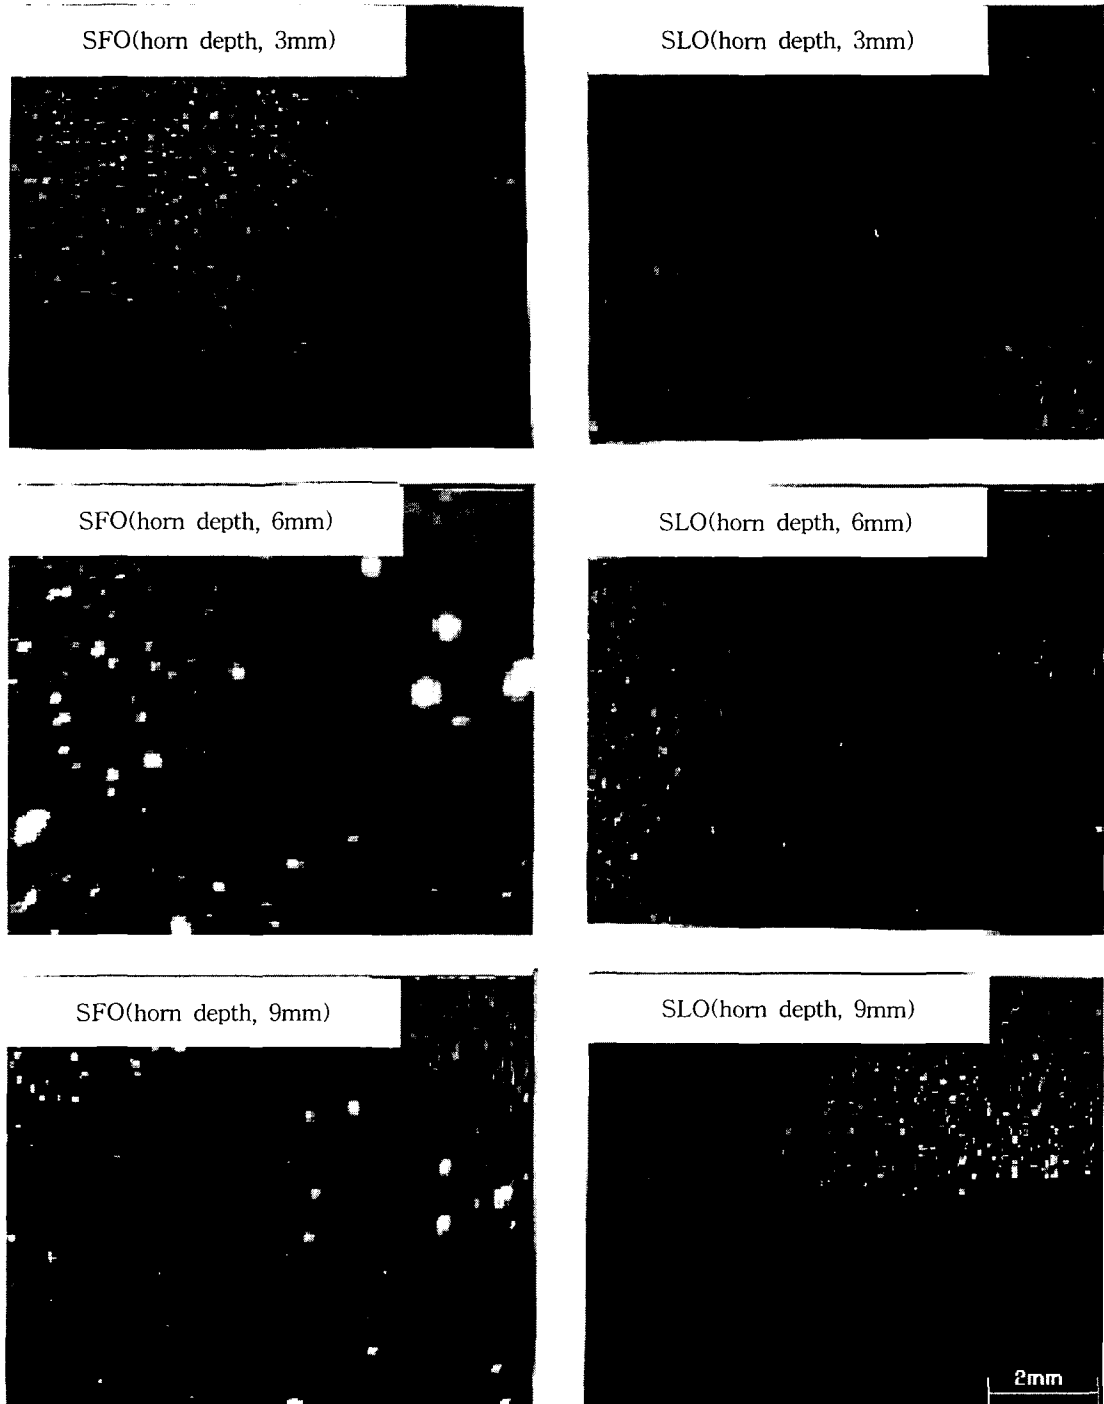 SFO(horn depth, 3mm)
SLO(horn depth, 3mm)
SFO(horn depth, 6mm)
SLO(horn depth, 6mm)
SFO(horn depth, 9mm)
SLO(horn depth, 9mm)
2mm